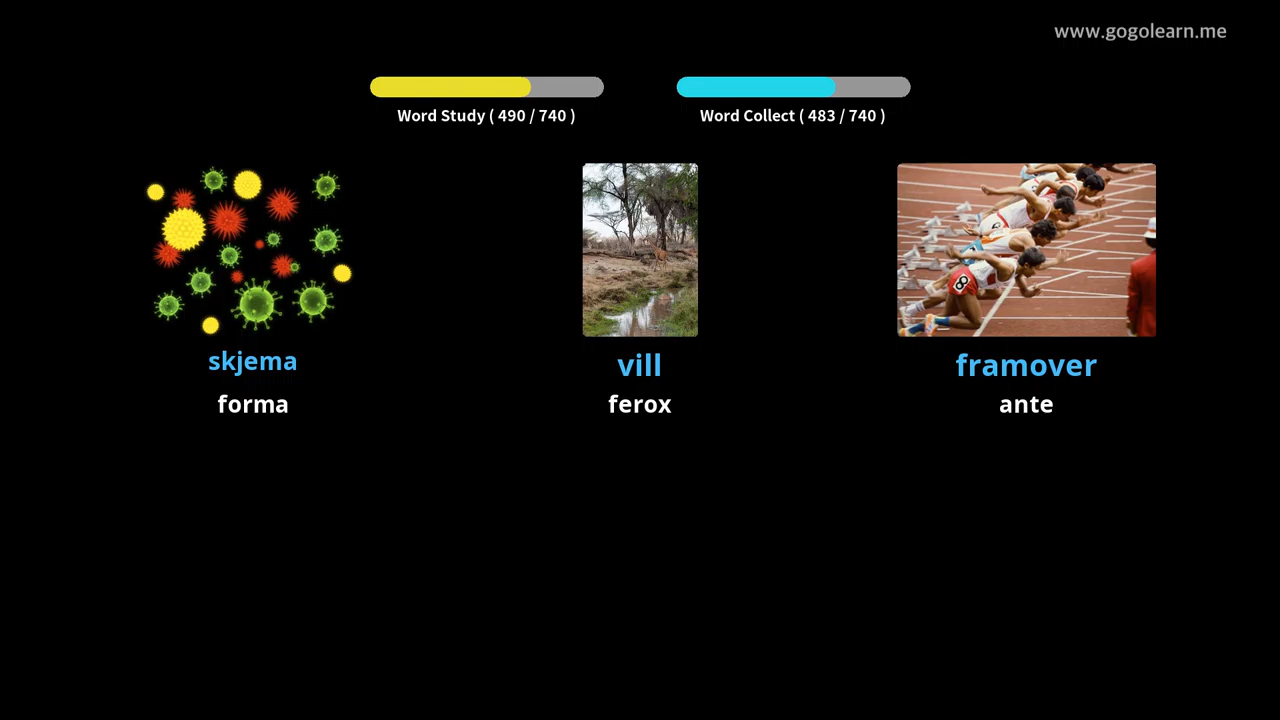 www.gogolearn.me
Word Study ( 490 / 740 )
Word Collect ( 483 / 740 )
skjema
forma
vill
ferox
framover
ante